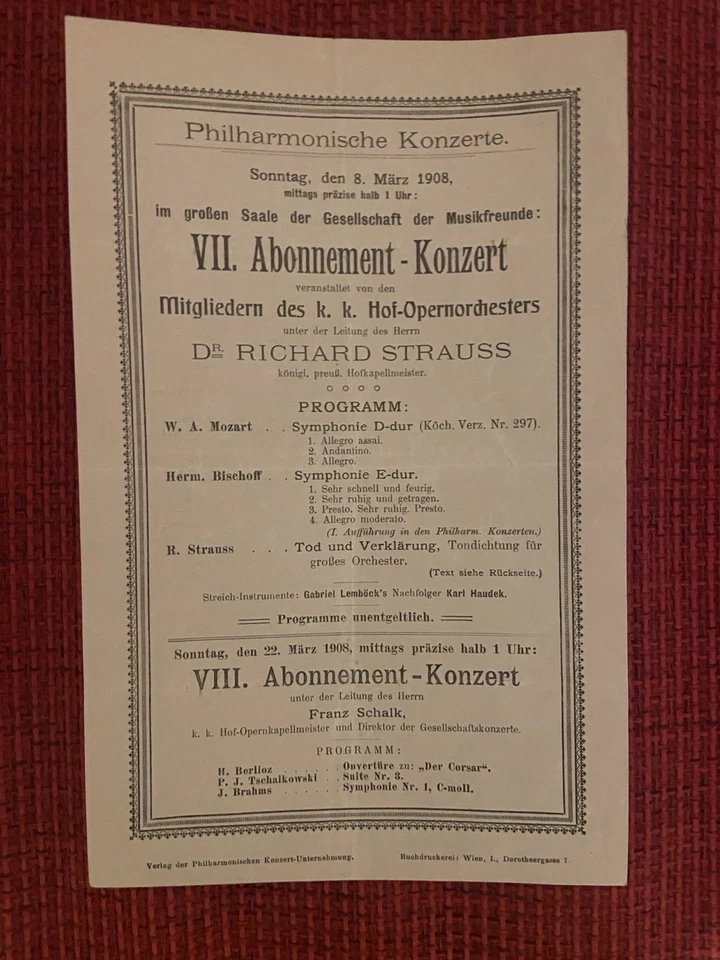 Philharmonische Konzerte.
Sonntag, den 8. März 1908,
mittags präzise halb 1 Uhr:
im großen Saale der Gesellschaft der Musikfreunde:
VII. Abonnement-Konzert
veranstaltet von den
Mitgliedern des k. k. Hof-Opernorchesters
unter der Leitung des Herrn
DR. RICHARD STRAUSS
königl. preuß. Hofkapellmeister.
PROGRAMM:
W. A. Mozart . . Symphonie D-dur (Köch. Verz. Nr. 297).
1. Allegro assai.
2. Andantino.
3. Allegro.
Herm. Bischoff . . Symphonie E-dur.
1. Sehr schnell und feurig.
2. Sehr ruhig und getragen.
3. Presto. Sehr ruhig. Presto.
4. Allegro moderato.
(I. Aufführung in den Philharm. Konzerten.)
R. Strauss . . . Tod und Verklärung, Tondichtung für
großes Orchester.
(Text siehe Rückseite.)
Streich-Instrumente: Gabriel Lemböck's Nachfolger Karl Haudek.
Programme unentgeltlich.
Sonntag, den 22. März 1908, mittags präzise halb 1 Uhr:
VIII. Abonnement-Konzert
unter der Leitung des Herrn
Franz Schalk,
k. k. Hof-Opernkapellmeister und Direktor der Gesellschaftskonzerte.
PROGRAMM:
H. Berlioz . . . . . . Ouvertüre zu: „Der Corsar".
P. J. Tschaikowski . . Suite Nr. 3.
J. Brahms . . . . . . Symphonie Nr. 1, C-moll.
Verlag der Philharmonischen Konzert-Unternehmung. Buchdruckerei: Wien, I., Dorotheergasse 7.